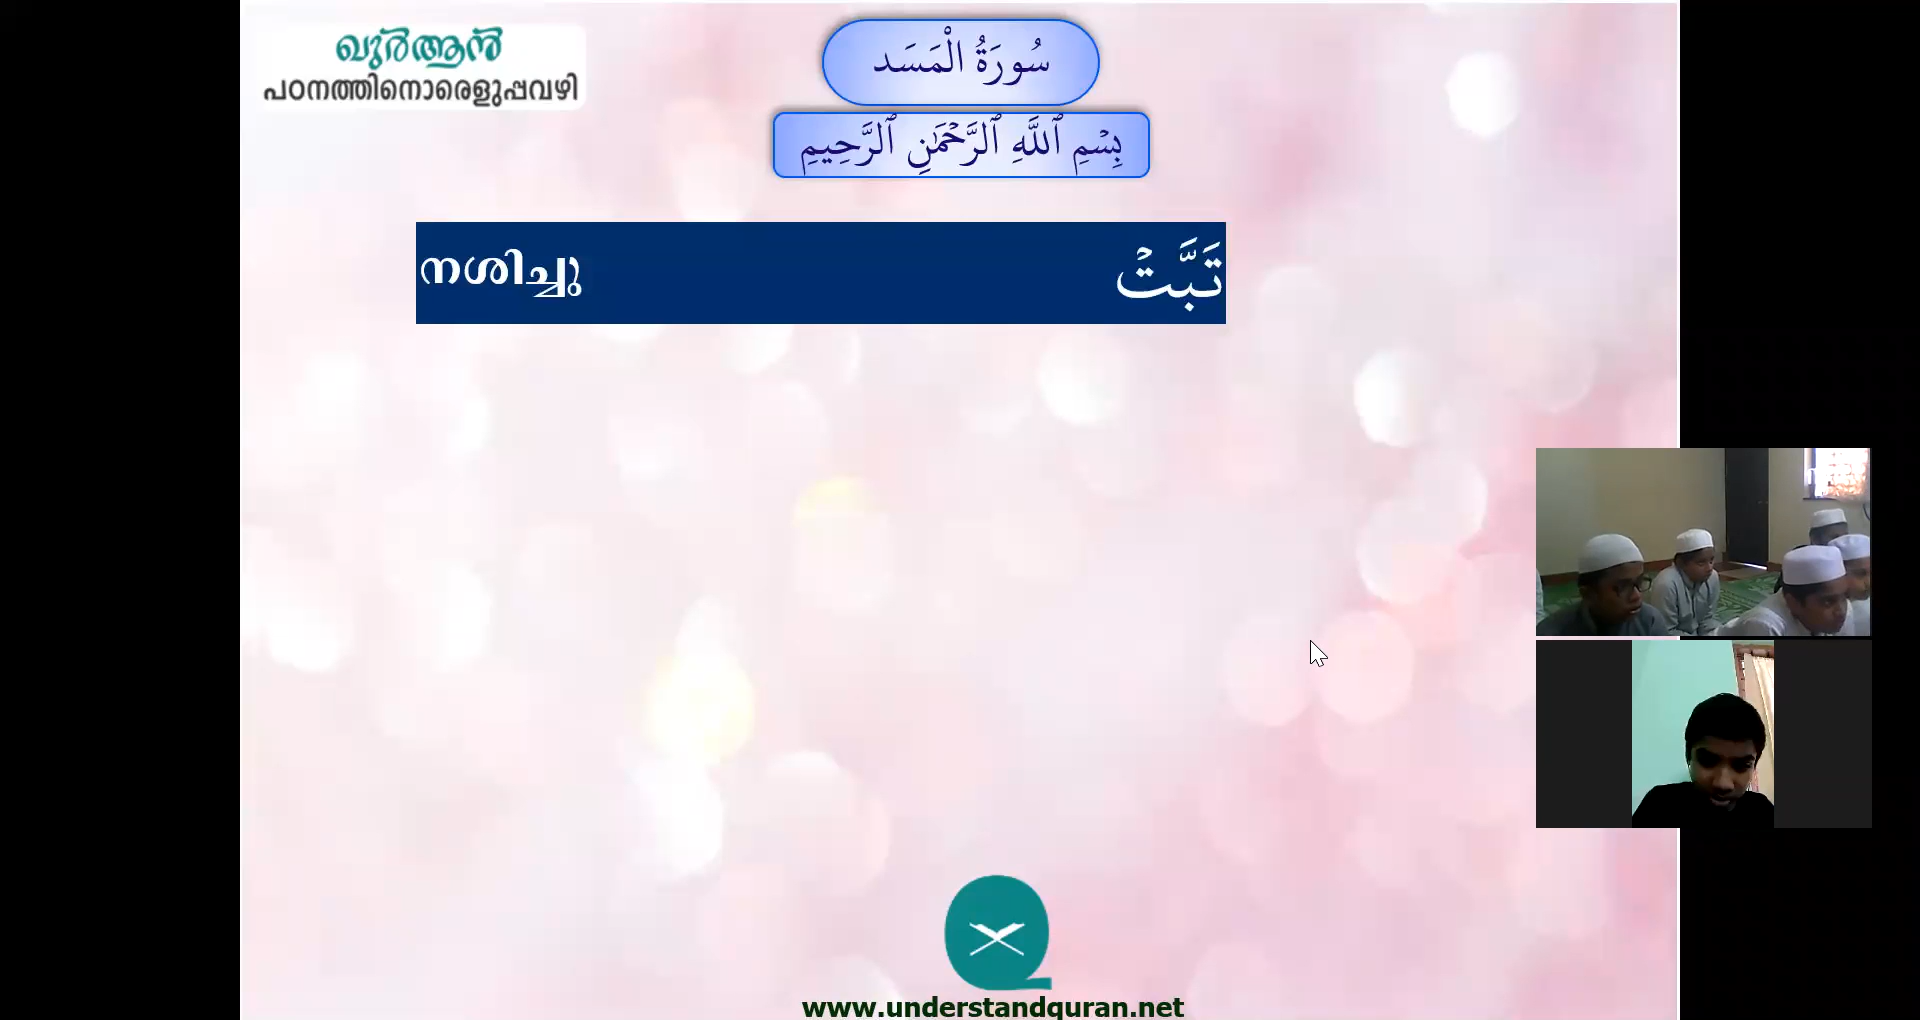 ഖുർആൻ
പഠനത്തിനൊരെളുപ്പവഴി
سُورَةُ الْمَسَد
بِسْمِ ٱللَّهِ ٱلرَّحْمَٰنِ ٱلرَّحِيمِ
تَبَّتْ
നശിച്ചു
www.understandquran.net